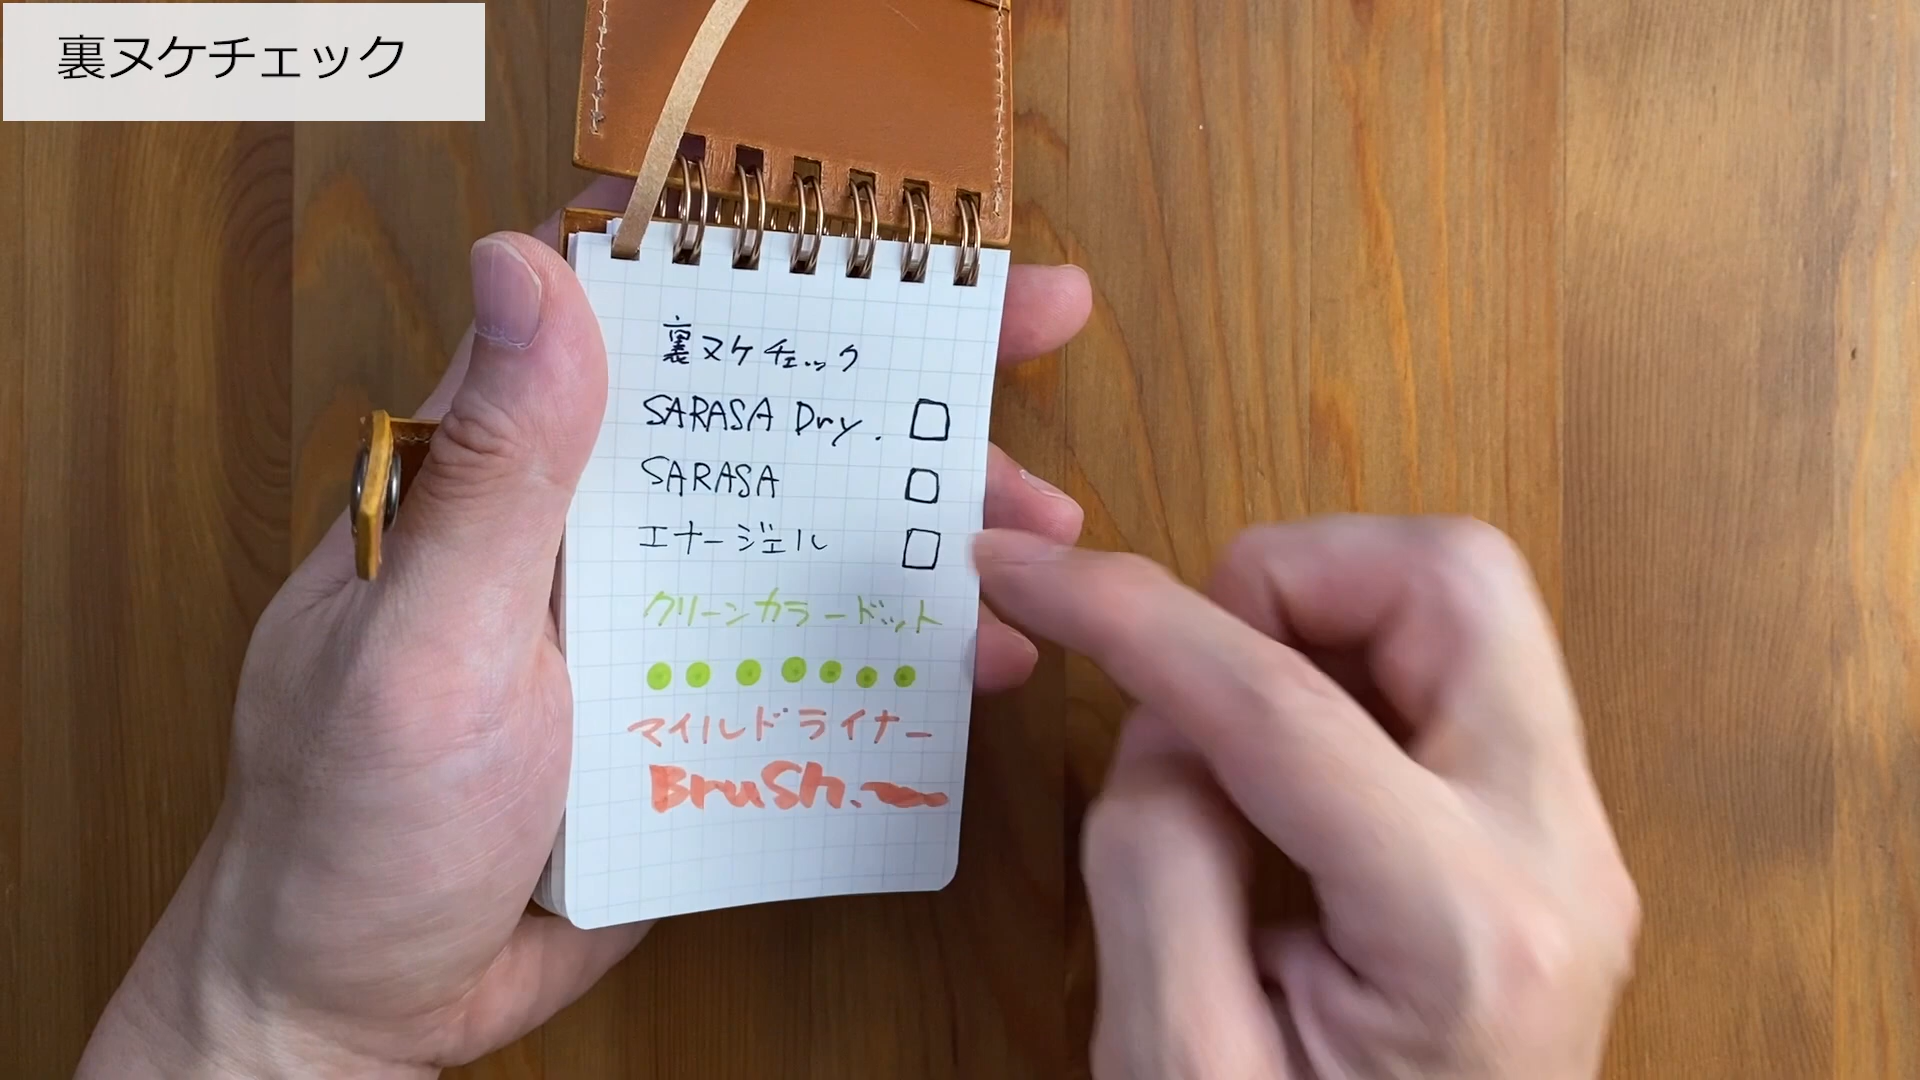 裏ヌケチェック
裏ヌケチェック
SARASA Dry.
SARASA
エナージェル
クリーンカラードット
マイルドライナー
Brush.